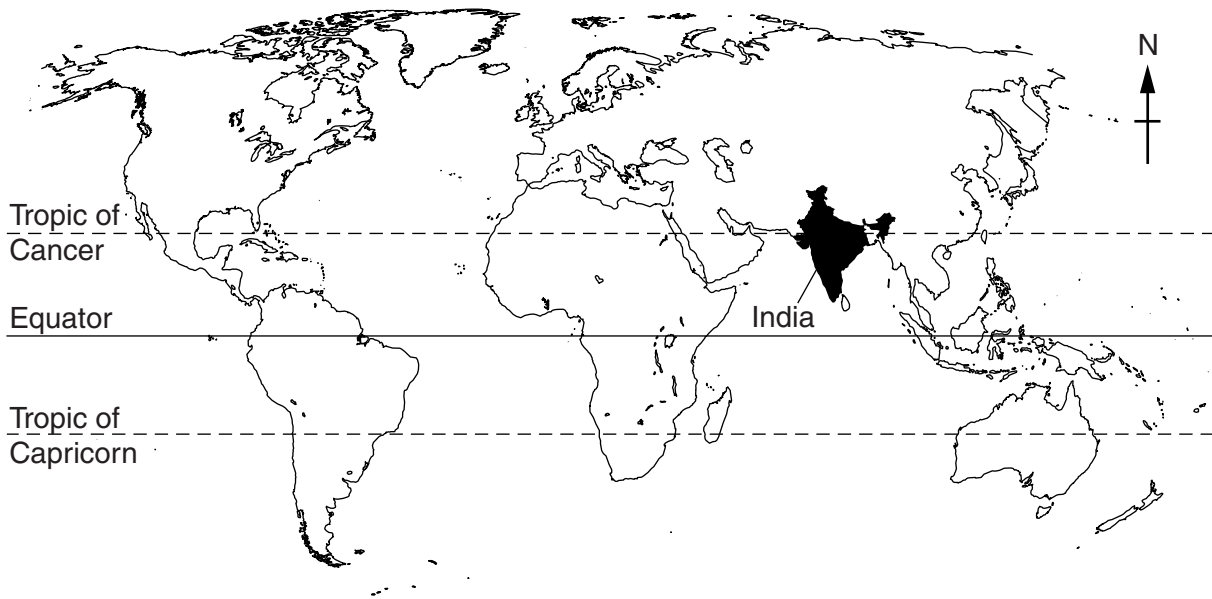 N
Tropic of
Cancer
Equator
India
Tropic of
Capricorn